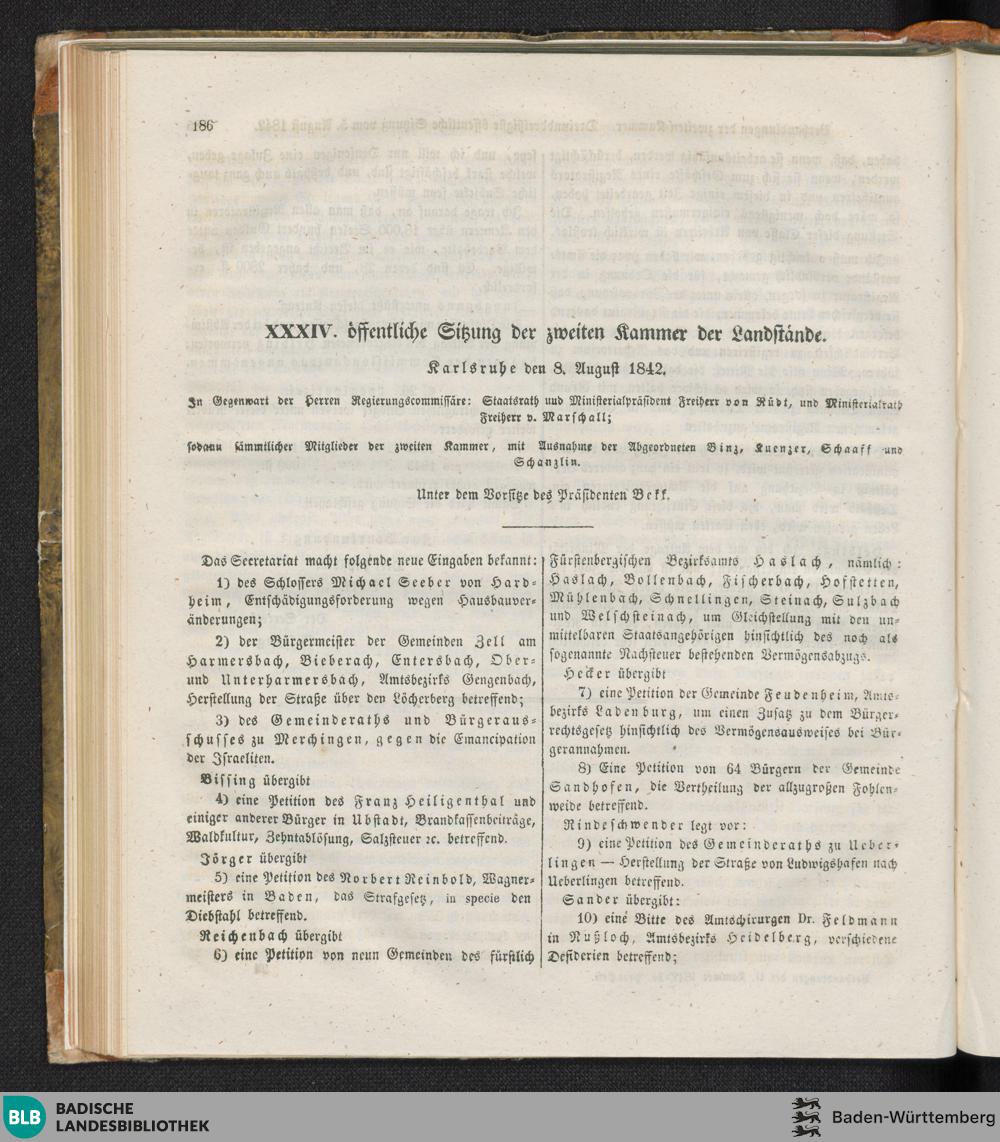 186
XXXIV. öffentliche Sitzung der zweiten Kammer der Landstände.
Karlsruhe den 8. August 1842.
In Gegenwart der Herren Regierungscommissäre: Staatsrath und Ministerialpräsident Freiherr von Rüdt, und Ministerialrath
Freiherr v. Marschall;
sodann sämmtlicher Mitglieder der zweiten Kammer, mit Ausnahme der Abgeordneten Binz, Kuenzer, Schaaff und
Schanzlin.
Unter dem Vorsitze des Präsidenten Bekk.
Das Secretariat macht folgende neue Eingaben bekannt:
1) des Schlossers Michael Seeber von Hard-
heim, Entschädigungsforderung wegen Hausbauver-
änderungen;
2) der Bürgermeister der Gemeinden Zell am
Harmersbach, Bieberach, Entersbach, Ober-
und Unterharmersbach, Amtsbezirks Gengenbach,
Herstellung der Straße über den Löcherberg betreffend;
3) des Gemeinderaths und Bürgeraus-
schusses zu Merchingen, gegen die Emancipation
der Israeliten.
Bissing übergibt
4) eine Petition des Franz Heiligenthal und
einiger anderer Bürger in Ubstadt, Brandkassenbeiträge,
Waldkultur, Zehntablösung, Salzsteuer ꝛc. betreffend.
Jörger übergibt
5) eine Petition des Norbert Reinbold, Wagner-
meisters in Baden, das Strafgesetz, in specie den
Diebstahl betreffend.
Reichenbach übergibt
6) eine Petition von neun Gemeinden des fürstlich
Fürstenbergischen Bezirksamts Haslach, nämlich:
Haslach, Bollenbach, Fischerbach, Hofstetten,
Mühlenbach, Schnellingen, Steinach, Sulzbach
und Welschsteinach, um Gleichstellung mit den un-
mittelbaren Staatsangehörigen hinsichtlich des noch als
sogenannte Nachsteuer bestehenden Vermögensabzugs.
Hecker übergibt
7) eine Petition der Gemeinde Feudenheim, Amts-
bezirks Ladenburg, um einen Zusatz zu dem Bürger-
rechtsgesetz hinsichtlich des Vermögensausweises bei Bür-
gerannahmen.
8) Eine Petition von 64 Bürgern der Gemeinde
Sandhofen, die Vertheilung der allzugroßen Fohlen-
weide betreffend.
Rindeschwender legt vor:
9) eine Petition des Gemeinderaths zu Ueber-
lingen — Herstellung der Straße von Ludwigshafen nach
Ueberlingen betreffend.
Sander übergibt:
10) eine Bitte des Amtschirurgen Dr. Feldmann
in Nußloch, Amtsbezirks Heidelberg, verschiedene
Desiderien betreffend;
BLB
BADISCHE
LANDESBIBLIOTHEK
Baden-Württemberg